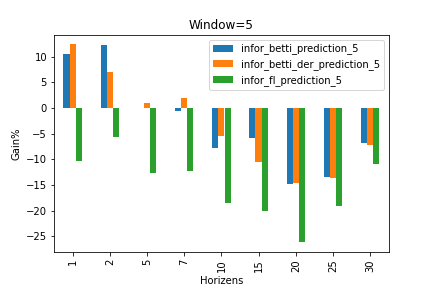 Window=5
infor_betti_prediction_5
infor_betti_der_prediction_5
infor_fl_prediction_5
Gain%
10
5
0
−5
−10
−15
−20
−25
1 2 5 7 10 15 20 25 30
Horizens